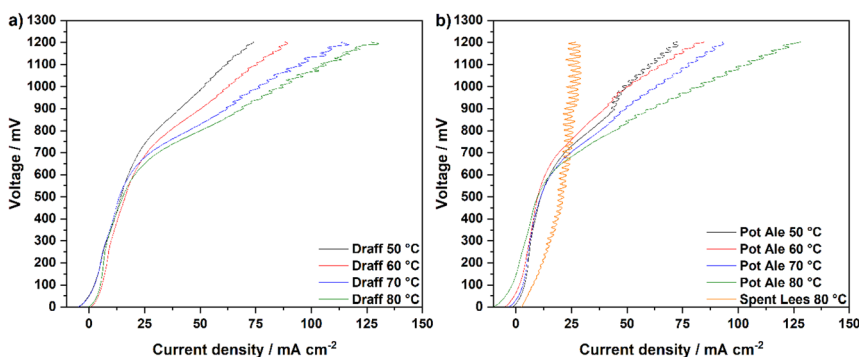 a)
1300
1200
1100
1000
900
800
700
600
500
400
300
200
100
0
Voltage / mV
0 25 50 75 100 125 150
Current density / mA cm⁻²
Draff 50 °C
Draff 60 °C
Draff 70 °C
Draff 80 °C
b)
1300
1200
1100
1000
900
800
700
600
500
400
300
200
100
0
Voltage / mV
0 25 50 75 100 125 150
Current density / mA cm⁻²
Pot Ale 50 °C
Pot Ale 60 °C
Pot Ale 70 °C
Pot Ale 80 °C
Spent Lees 80 °C